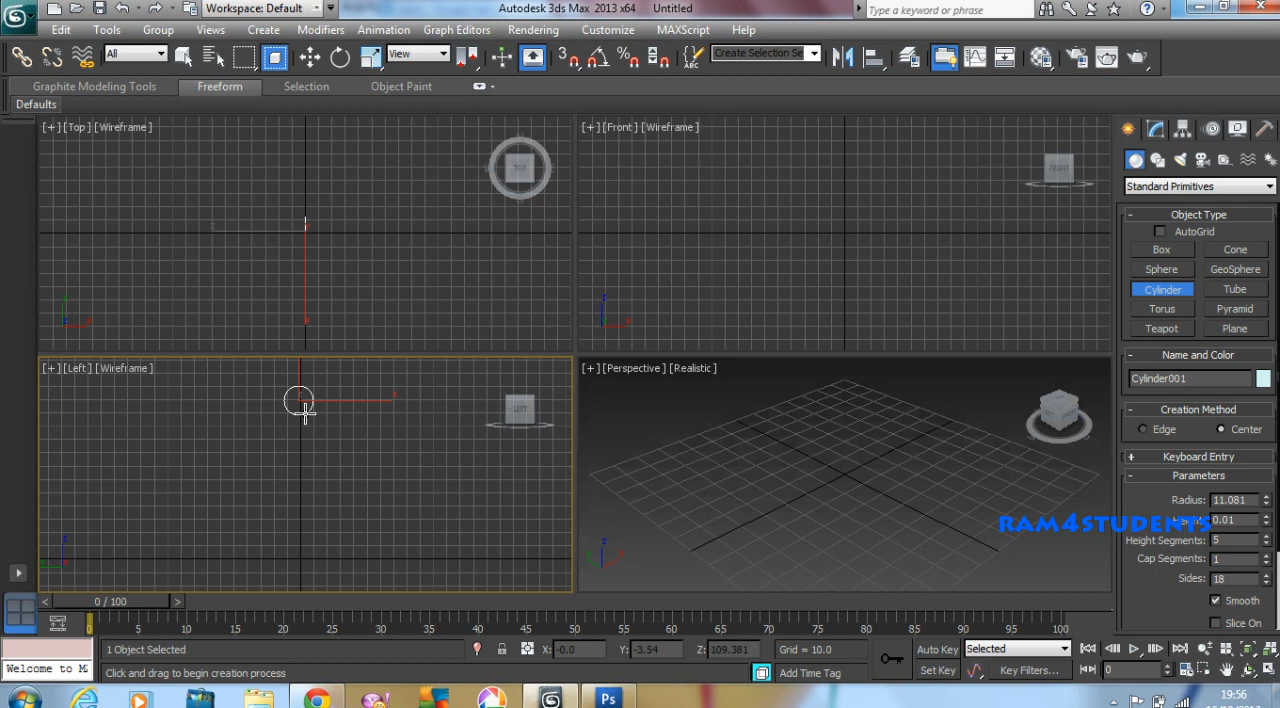 Workspace: Default
Autodesk 3ds Max 2013 x64 Untitled
Type a keyword or phrase
Edit Tools Group Views Create Modifiers Animation Graph Editors Rendering Customize MAXScript Help
All
View
Create Selection Se
Graphite Modeling Tools Freeform Selection Object Paint
Defaults
[+][Top][Wireframe]
TOP
[+][Front][Wireframe]
FRONT
Standard Primitives
Object Type
AutoGrid
Box Cone
Sphere GeoSphere
Cylinder Tube
Torus Pyramid
Teapot Plane
[+][Left][Wireframe]
LEFT
[+][Perspective][Realistic]
Name and Color
Cylinder001
Creation Method
Edge Center
Keyboard Entry
Parameters
Radius: 11.081
RAM4STUDENTS
0.01
Height Segments: 5
Cap Segments: 1
Sides: 18
Smooth
Slice On
< 0 / 100 >
0 5 10 15 20 25 30 35 40 45 50 55 60 65 70 75 80 85 90 95 100
1 Object Selected
X: -0.0 Y: -3.54 Z: 109.381
Grid = 10.0
Auto Key
Selected
Welcome to M
Click and drag to begin creation process
Add Time Tag
Set Key
Key Filters...
0
Ps
19:56